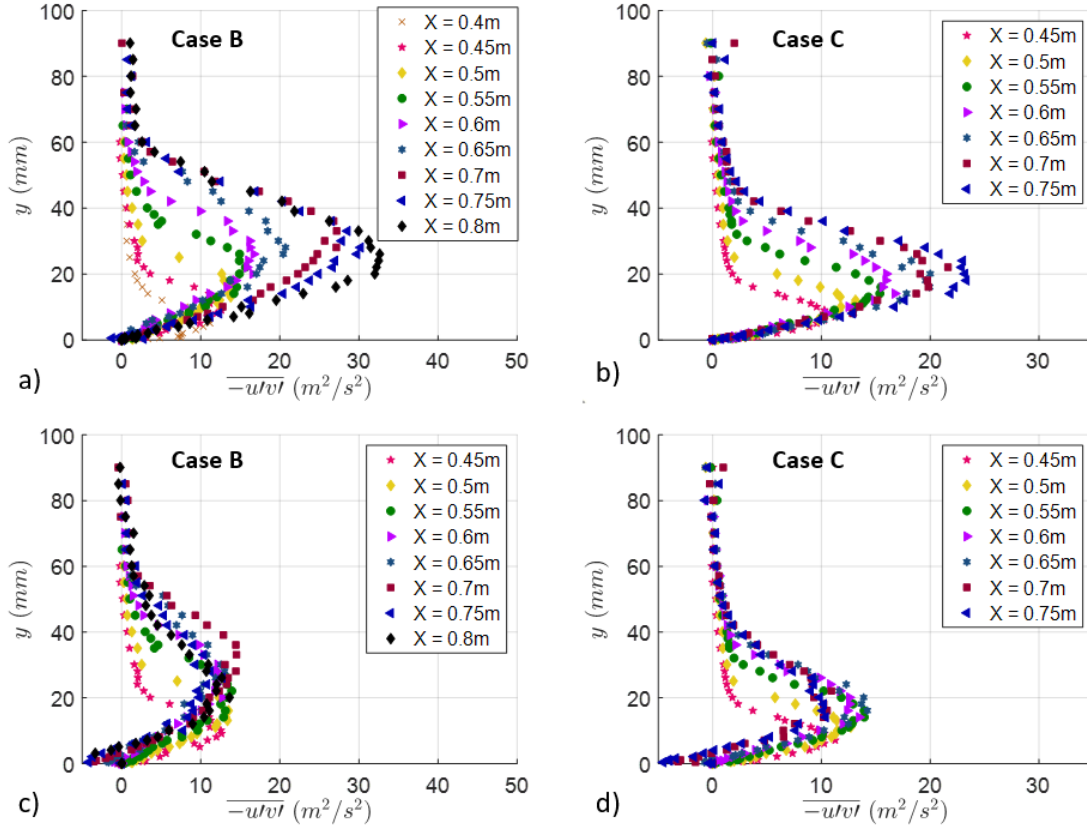 Case B
100
80
60
40
20
0
y (mm)
0 10 20 30 40 50
-u′v′ (m²/s²)
X = 0.4m
X = 0.45m
X = 0.5m
X = 0.55m
X = 0.6m
X = 0.65m
X = 0.7m
X = 0.75m
X = 0.8m
a)
Case C
100
80
60
40
20
0
y (mm)
0 10 20 30
-u′v′ (m²/s²)
X = 0.45m
X = 0.5m
X = 0.55m
X = 0.6m
X = 0.65m
X = 0.7m
X = 0.75m
b)
Case B
100
80
60
40
20
0
y (mm)
0 10 20 30 40 50
-u′v′ (m²/s²)
X = 0.45m
X = 0.5m
X = 0.55m
X = 0.6m
X = 0.65m
X = 0.7m
X = 0.75m
X = 0.8m
c)
Case C
100
80
60
40
20
0
y (mm)
0 10 20 30
-u′v′ (m²/s²)
X = 0.45m
X = 0.5m
X = 0.55m
X = 0.6m
X = 0.65m
X = 0.7m
X = 0.75m
d)